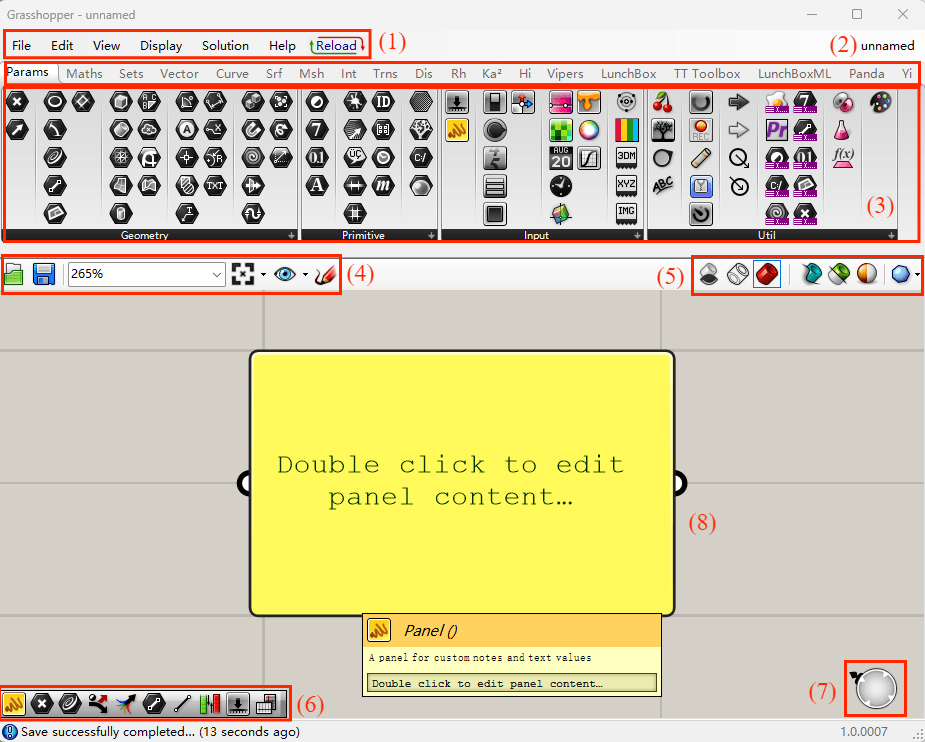 Grasshopper - unnamed
File Edit View Display Solution Help Reload (1) (2) unnamed
Params Maths Sets Vector Curve Srf Msh Int Trns Dis Rh Ka² Hi Vipers LunchBox TT Toolbox LunchBoxML Panda Yi
(3)
Geometry Primitive Input Util
265% (4) (5)
Double click to edit
panel content…
(8)
Panel ()
A panel for custom notes and text values
Double click to edit panel content…
(6) (7)
Save successfully completed... (13 seconds ago) 1.0.0007